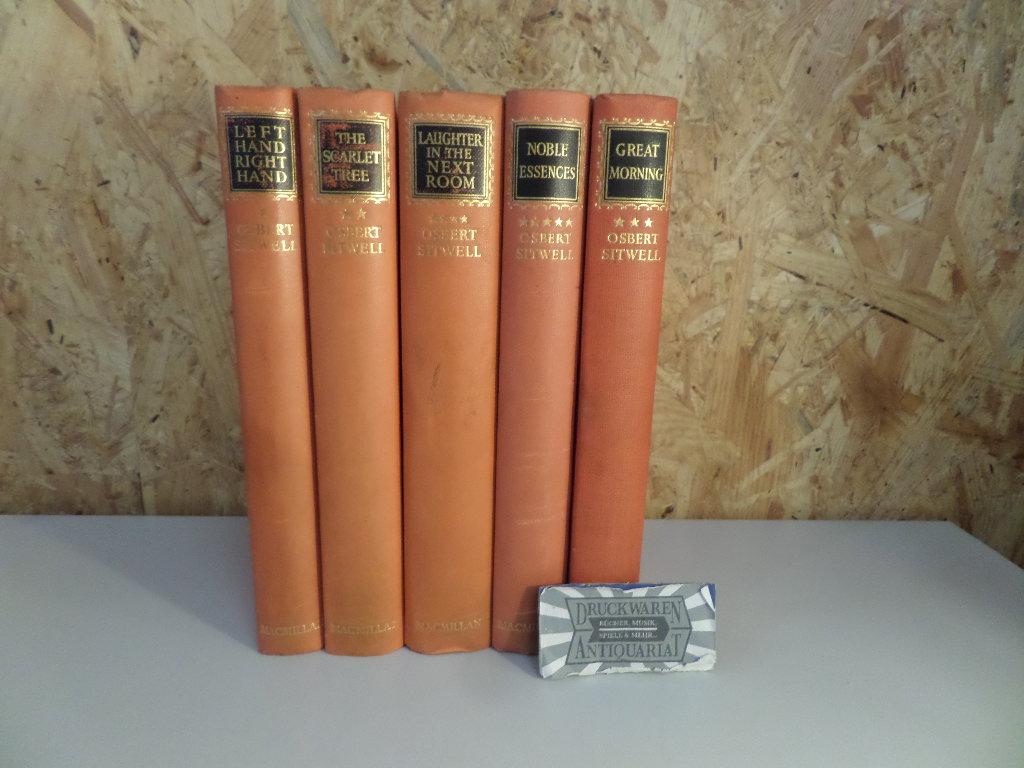 LEFT
HAND
RIGHT
HAND
OSBERT
SITWELL
MACMILLAN
THE
SCARLET
TREE
OSBERT
SITWELL
MACMILLAN
LAUGHTER
IN THE
NEXT
ROOM
OSBERT
SITWELL
MACMILLAN
NOBLE
ESSENCES
OSBERT
SITWELL
GREAT
MORNING
OSBERT
SITWELL
DRUCKWAREN
BÜCHER, MUSIK,
SPIELE & MEHR...
ANTIQUARIAT